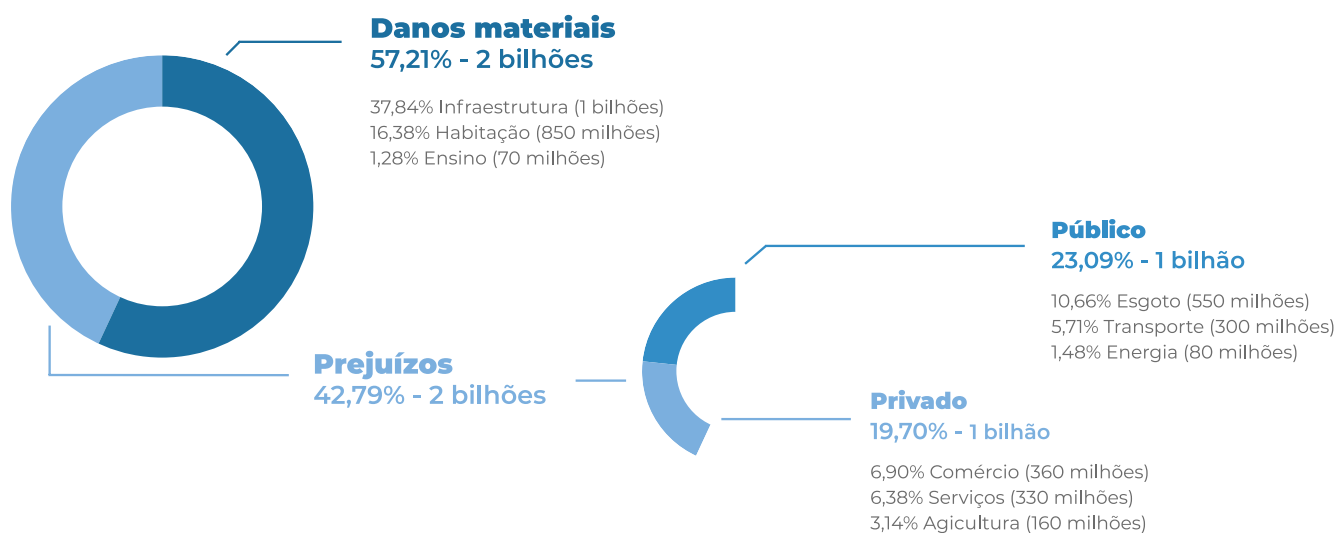 Danos materiais
57,21% - 2 bilhões
37,84% Infraestrutura (1 bilhões)
16,38% Habitação (850 milhões)
1,28% Ensino (70 milhões)
Prejuízos
42,79% - 2 bilhões
Público
23,09% - 1 bilhão
10,66% Esgoto (550 milhões)
5,71% Transporte (300 milhões)
1,48% Energia (80 milhões)
Privado
19,70% - 1 bilhão
6,90% Comércio (360 milhões)
6,38% Serviços (330 milhões)
3,14% Agicultura (160 milhões)